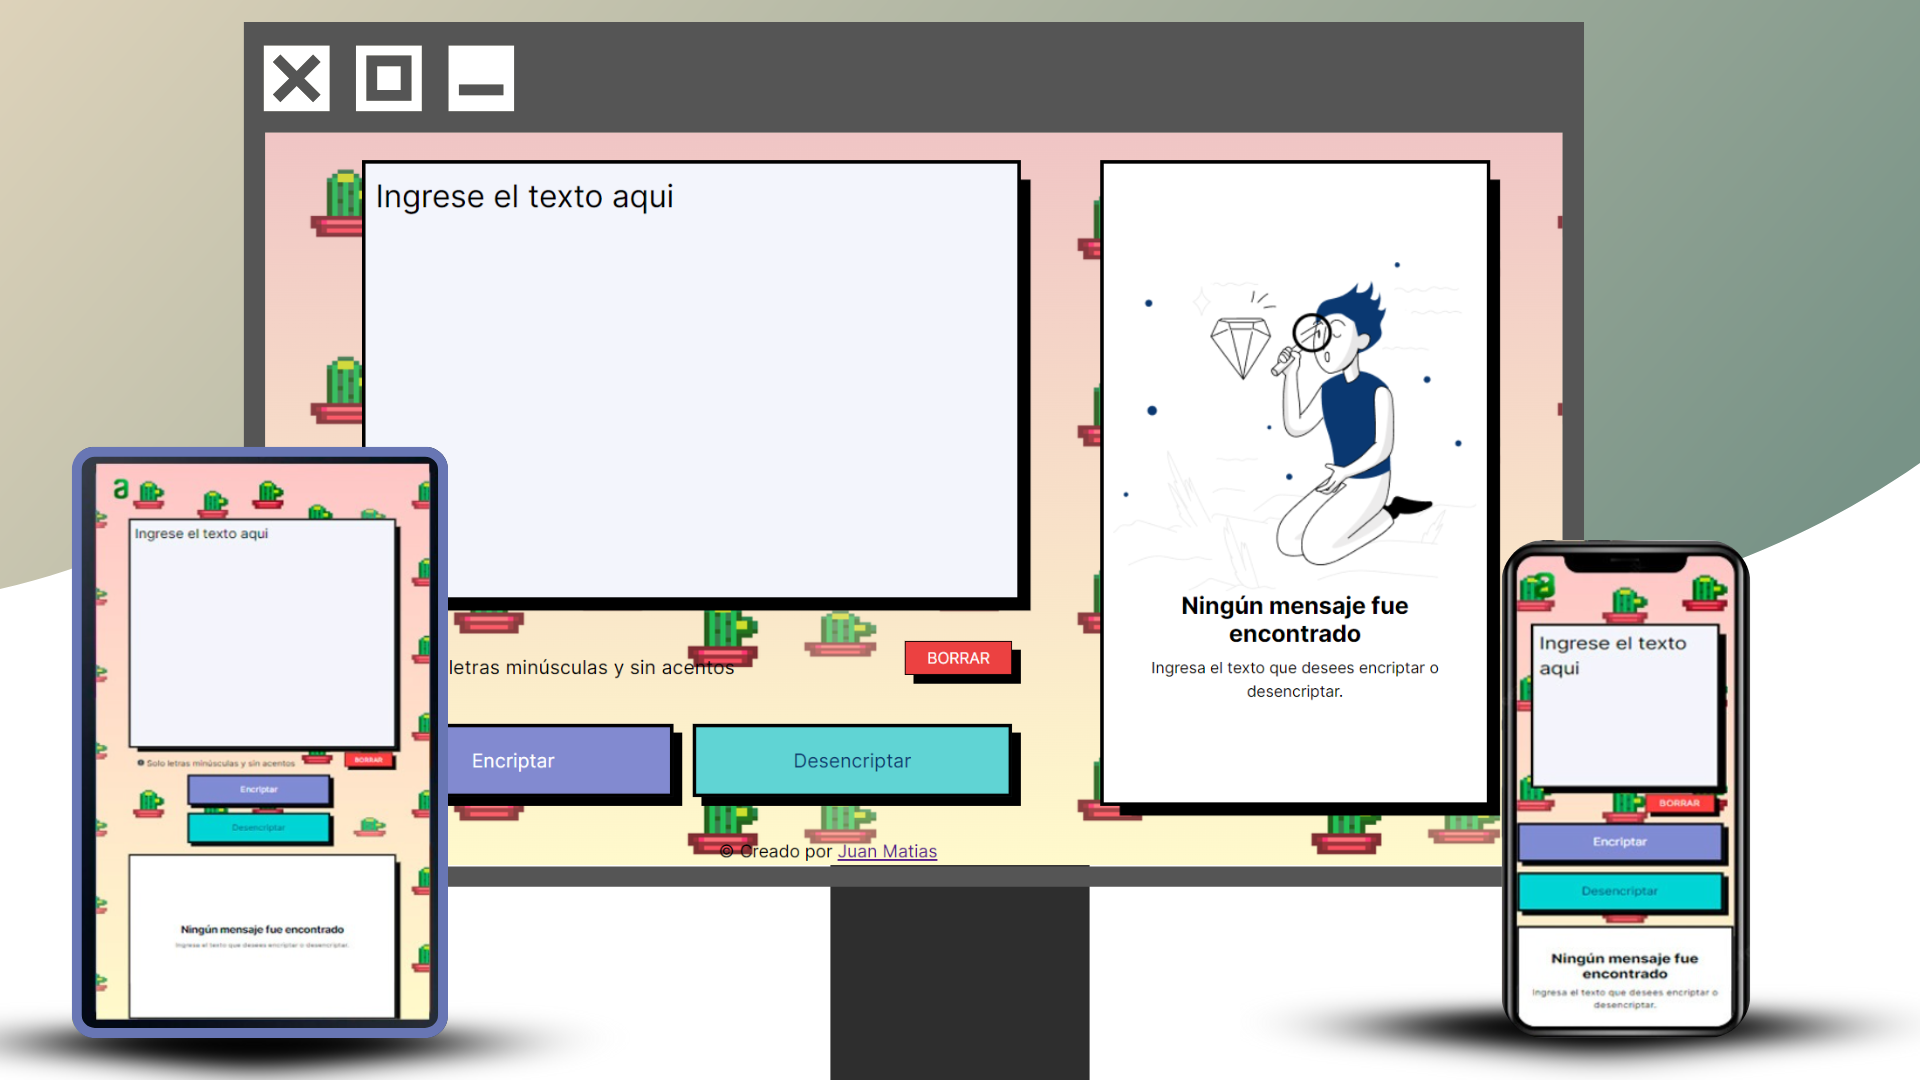 Ingrese el texto aqui
letras minúsculas y sin acentos
BORRAR
Encriptar
Desencriptar
© Creado por Juan Matias
Ningún mensaje fue
encontrado
Ingresa el texto que desees encriptar o
desencriptar.
a
Ingrese el texto aqui
Solo letras minúsculas y sin acentos
BORRAR
Encriptar
Desencriptar
Ningún mensaje fue encontrado
Ingresa el texto que desees encriptar o desencriptar.
a
Ingrese el texto
aqui
BORRAR
Encriptar
Desencriptar
Ningún mensaje fue
encontrado
Ingresa el texto que desees encriptar o
desencriptar.